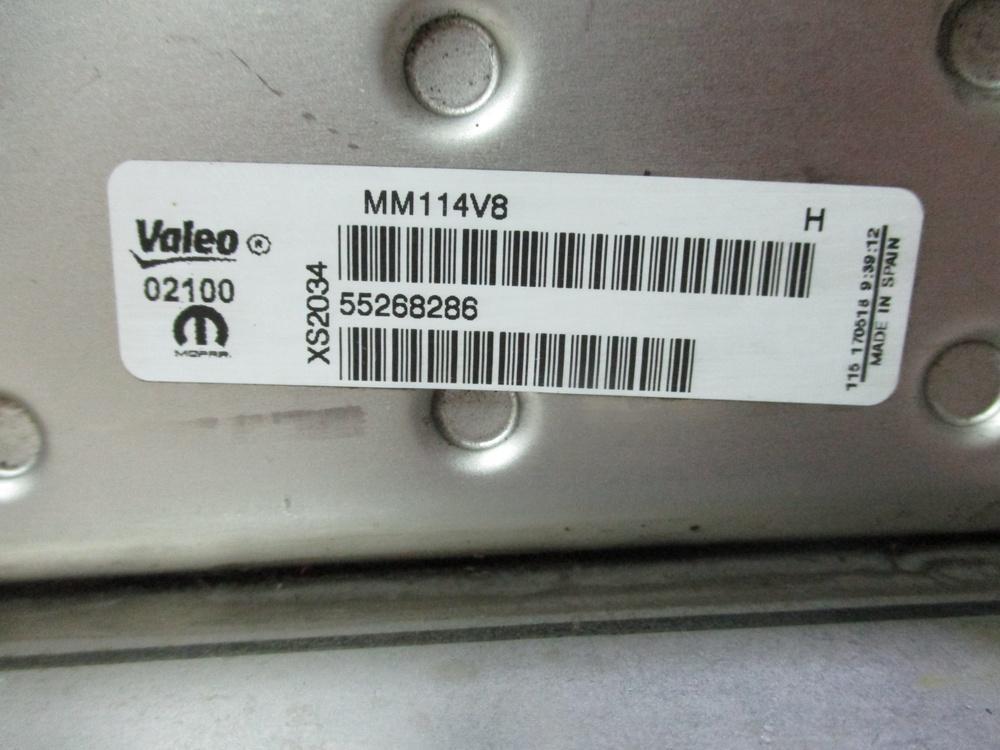 MM114V8
H
Valeo ®
02100
MOPAR.
XS2034
55268286
115 170618 9:39:12
MADE IN SPAIN